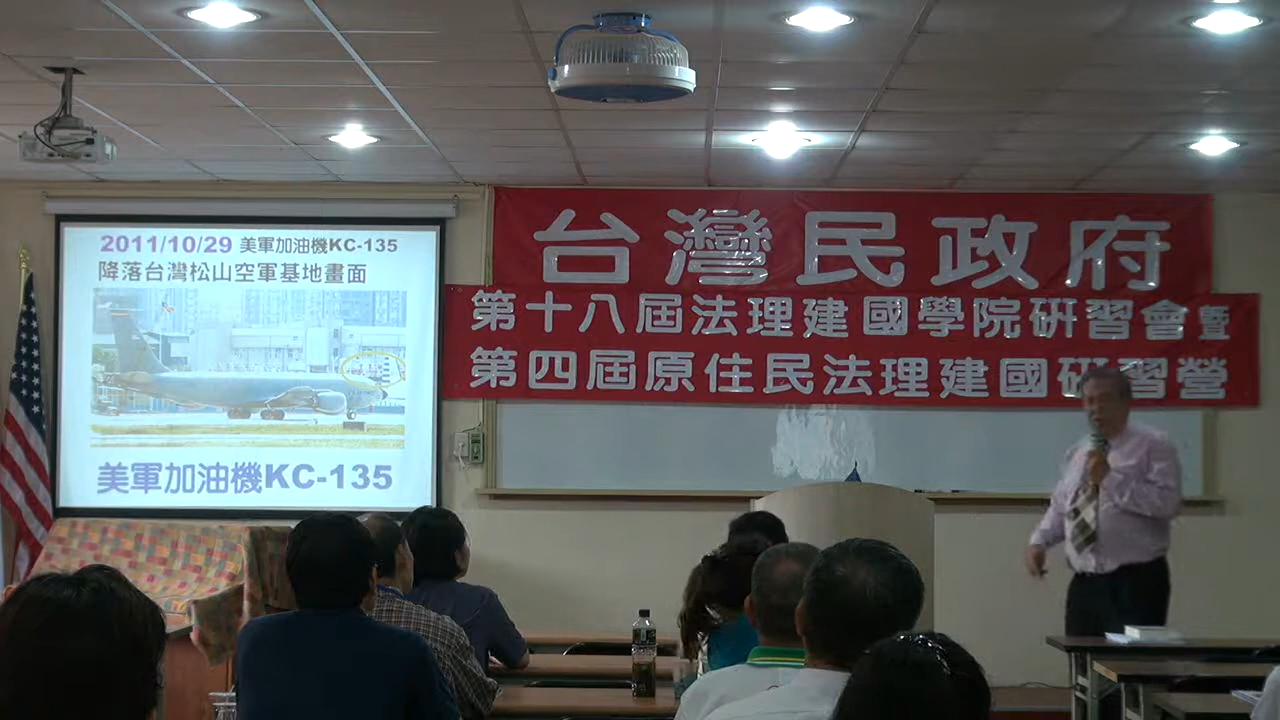 2011/10/29 美軍加油機KC-135
降落台灣松山空軍基地畫面
美軍加油機KC-135
台灣民政府
第十八屆法理建國學院研習會暨
第四屆原住民法理建國研習營